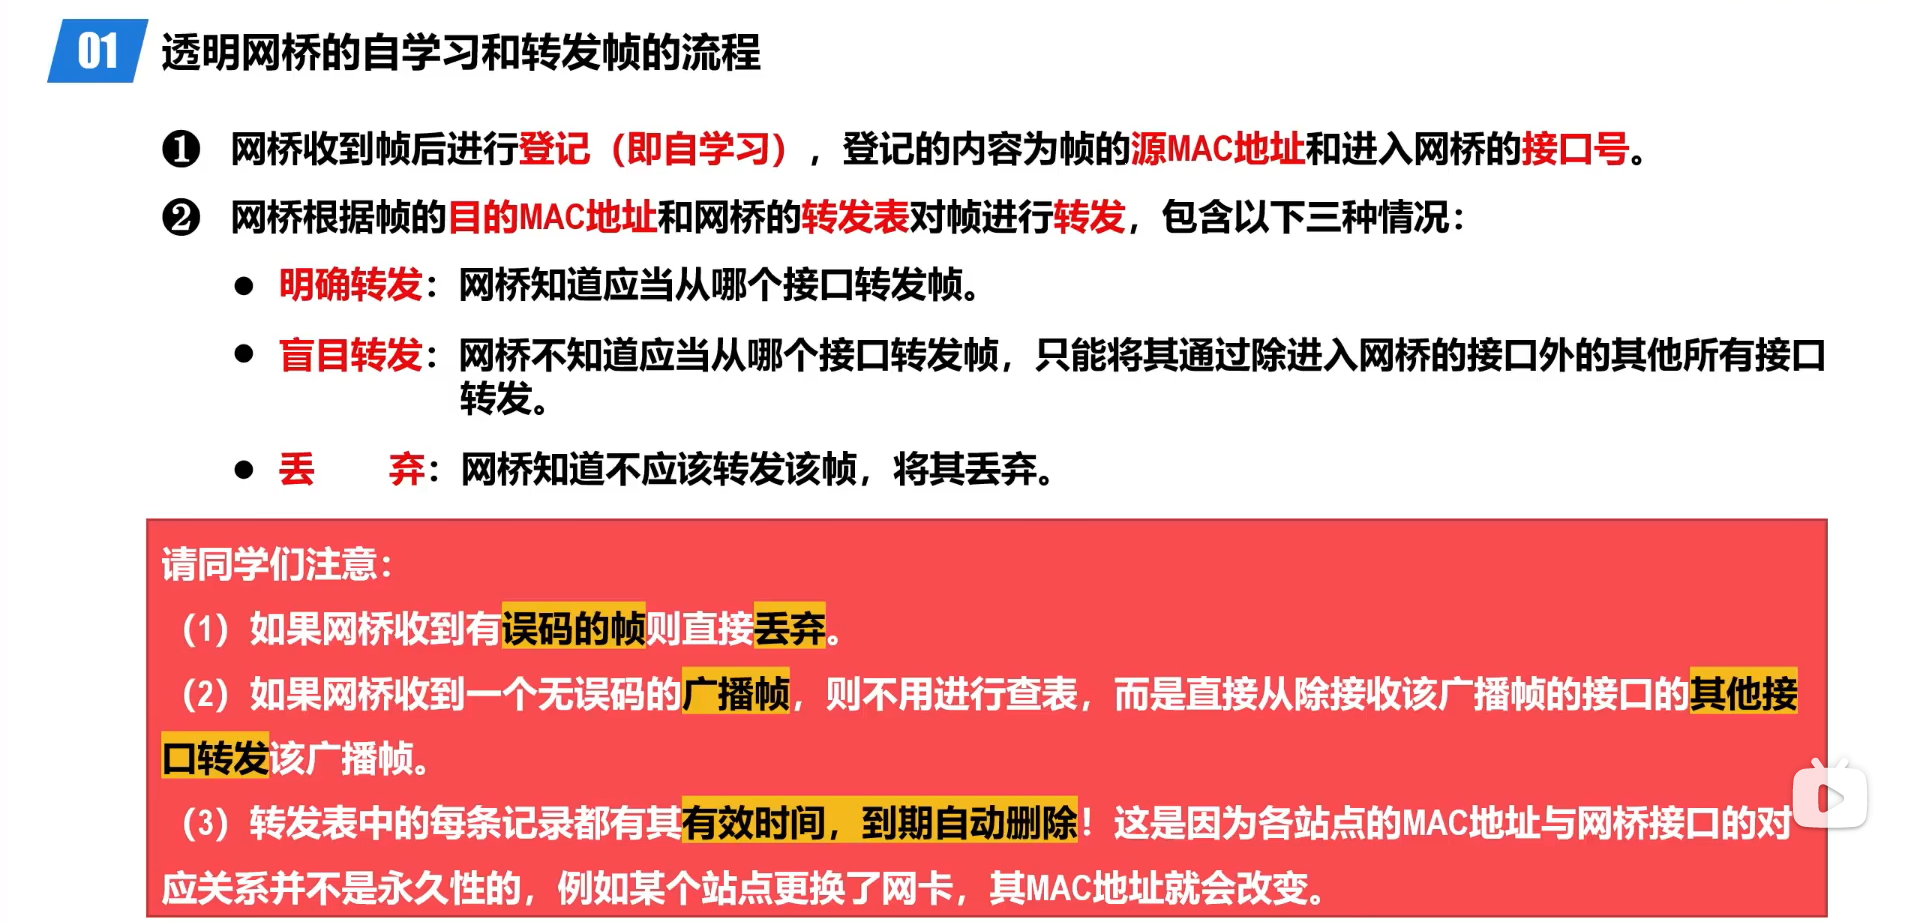 01 透明网桥的自学习和转发帧的流程
❶ 网桥收到帧后进行登记（即自学习），登记的内容为帧的源MAC地址和进入网桥的接口号。
❷ 网桥根据帧的目的MAC地址和网桥的转发表对帧进行转发，包含以下三种情况：
● 明确转发：网桥知道应当从哪个接口转发帧。
● 盲目转发：网桥不知道应当从哪个接口转发帧，只能将其通过除进入网桥的接口外的其他所有接口
转发。
● 丢 弃：网桥知道不应该转发该帧，将其丢弃。
请同学们注意：
（1）如果网桥收到有误码的帧则直接丢弃。
（2）如果网桥收到一个无误码的广播帧，则不用进行查表，而是直接从除接收该广播帧的接口的其他接
口转发该广播帧。
（3）转发表中的每条记录都有其有效时间，到期自动删除！这是因为各站点的MAC地址与网桥接口的对
应关系并不是永久性的，例如某个站点更换了网卡，其MAC地址就会改变。